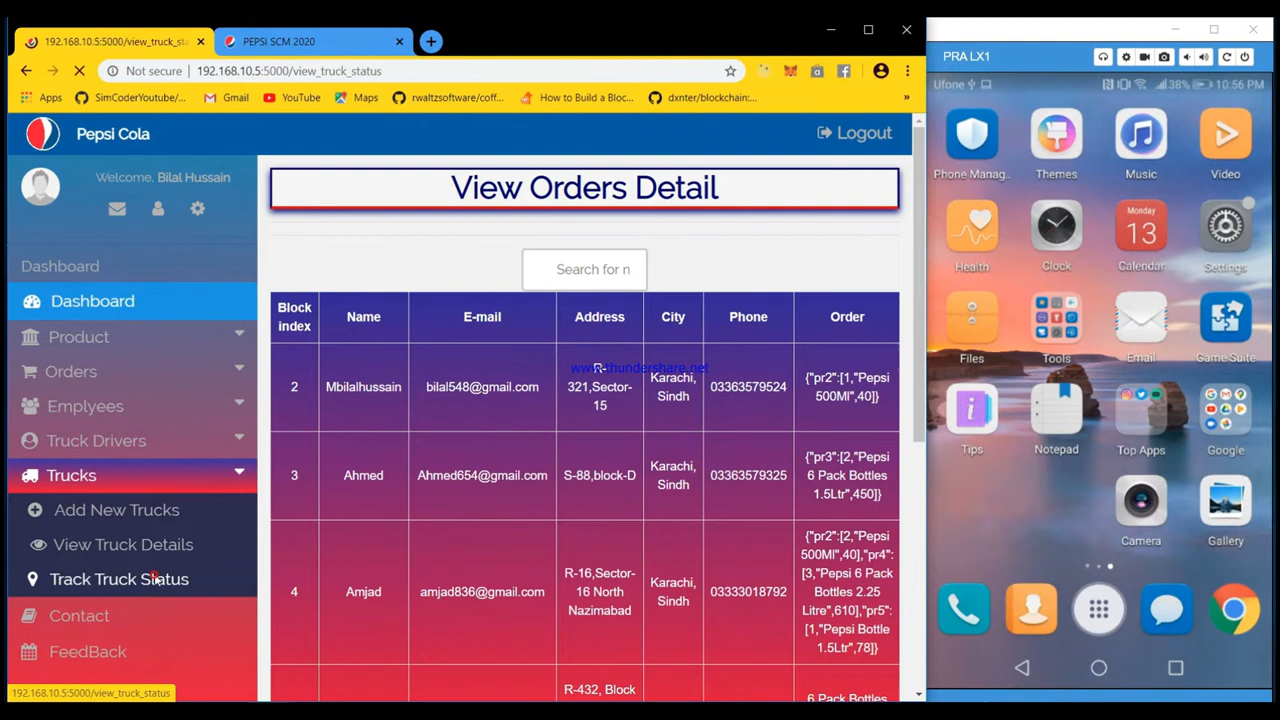 192.168.10.5:5000/view_truck_sta
PEPSI SCM 2020
Not secure
192.168.10.5:5000/view_truck_status
Apps
SimCoderYoutube/...
Gmail
YouTube
Maps
rwaltzsoftware/coff...
How to Build a Bloc...
dxnter/blockchain:...
»
Pepsi Cola
Logout
Welcome, Bilal Hussain
Dashboard
Dashboard
Product
Orders
Emplyees
Truck Drivers
Trucks
Add New Trucks
View Truck Details
Track Truck Status
Contact
FeedBack
192.168.10.5:5000/view_truck_status
View Orders Detail
Search for n
Block index
Name
E-mail
Address
City
Phone
Order
2
Mbilalhussain
bilal548@gmail.com
R-
321,Sector-
15
Karachi,
Sindh
03363579524
{"pr2":[1,"Pepsi
500Ml",40]}
www.thundershare.net
3
Ahmed
Ahmed654@gmail.com
S-88,block-D
Karachi,
Sindh
03363579325
{"pr3":[2,"Pepsi
6 Pack Bottles
1.5Ltr",450]}
4
Amjad
amjad836@gmail.com
R-16,Sector-
16 North
Nazimabad
Karachi,
Sindh
03333018792
{"pr2":[2,"Pepsi
500Ml",40],"pr4":
[3,"Pepsi 6 Pack
Bottles 2.25
Litre",610],"pr5":
[1,"Pepsi Bottle
1.5Ltr",78]}
R-432, Block
6 Pack Bottles
PRA LX1
Ufone
38%
10:56 PM
Phone Manag..
Themes
Music
Video
Health
Clock
Monday
13
Calendar
Settings
Files
Tools
Email
Game Suite
Tips
Notepad
Top Apps
Google
Camera
Gallery